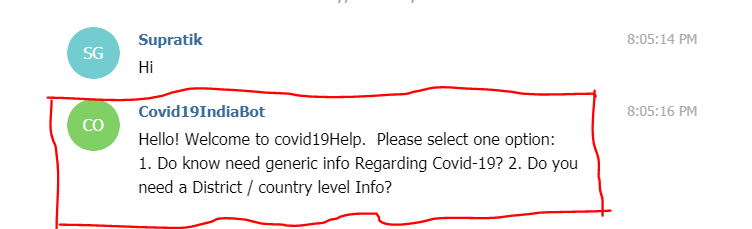 SG
Supratik
8:05:14 PM
Hi
CO
Covid19IndiaBot
8:05:16 PM
Hello! Welcome to covid19Help.  Please select one option:
1. Do know need generic info Regarding Covid-19? 2. Do you
need a District / country level Info?